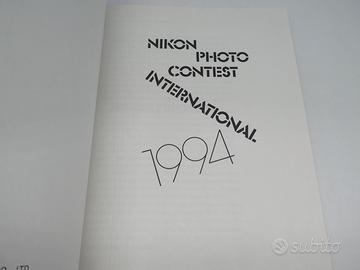 NIKON
PHOTO
CONTEST
INTERNATIONAL
1994
subito